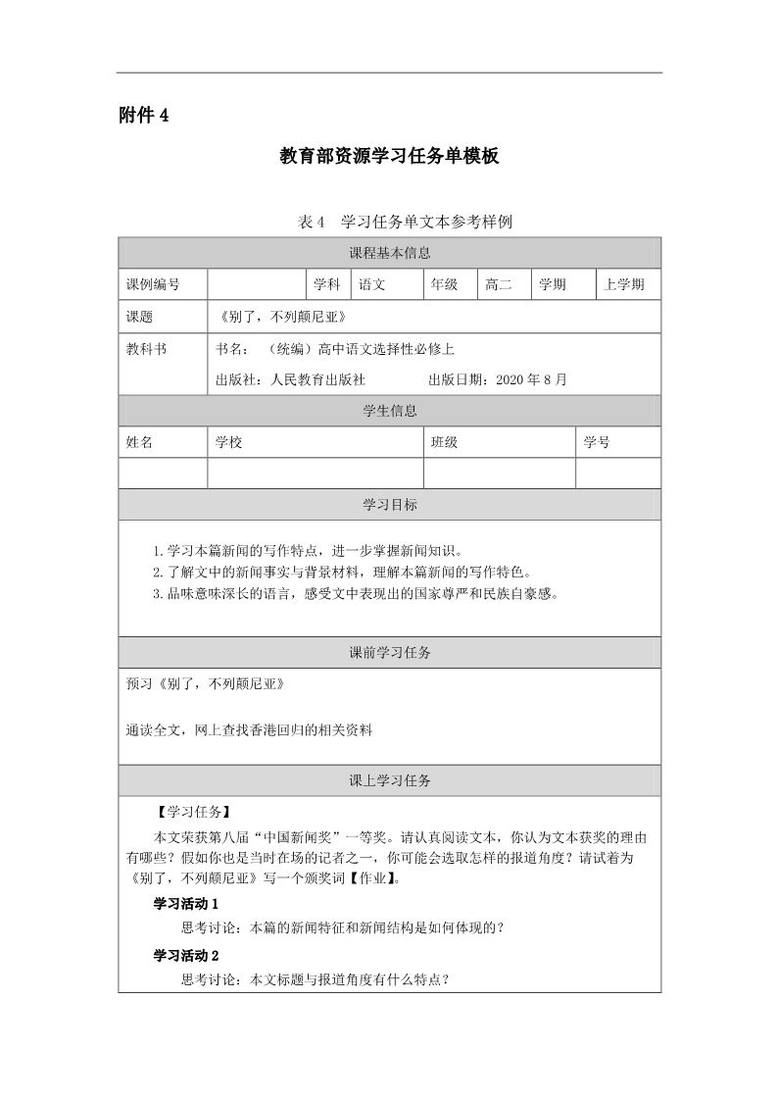 附件 4
教育部资源学习任务单模板
表 4　学习任务单文本参考样例
课程基本信息
课例编号　学科　语文　年级　高二　学期　上学期
课题　《别了，不列颠尼亚》
教科书　书名：　（统编）高中语文选择性必修上
出版社：人民教育出版社　出版日期：2020 年 8 月
学生信息
姓名　学校　班级　学号
学习目标
1.学习本篇新闻的写作特点，进一步掌握新闻知识。
2.了解文中的新闻事实与背景材料，理解本篇新闻的写作特色。
3.品味意味深长的语言，感受文中表现出的国家尊严和民族自豪感。
课前学习任务
预习《别了，不列颠尼亚》
通读全文，网上查找香港回归的相关资料
课上学习任务
【学习任务】
本文荣获第八届“中国新闻奖”一等奖。请认真阅读文本，你认为文本获奖的理由
有哪些？假如你也是当时在场的记者之一，你可能会选取怎样的报道角度？请试着为
《别了，不列颠尼亚》写一个颁奖词【作业】。
学习活动 1
思考讨论：本篇的新闻特征和新闻结构是如何体现的？
学习活动 2
思考讨论：本文标题与报道角度有什么特点？